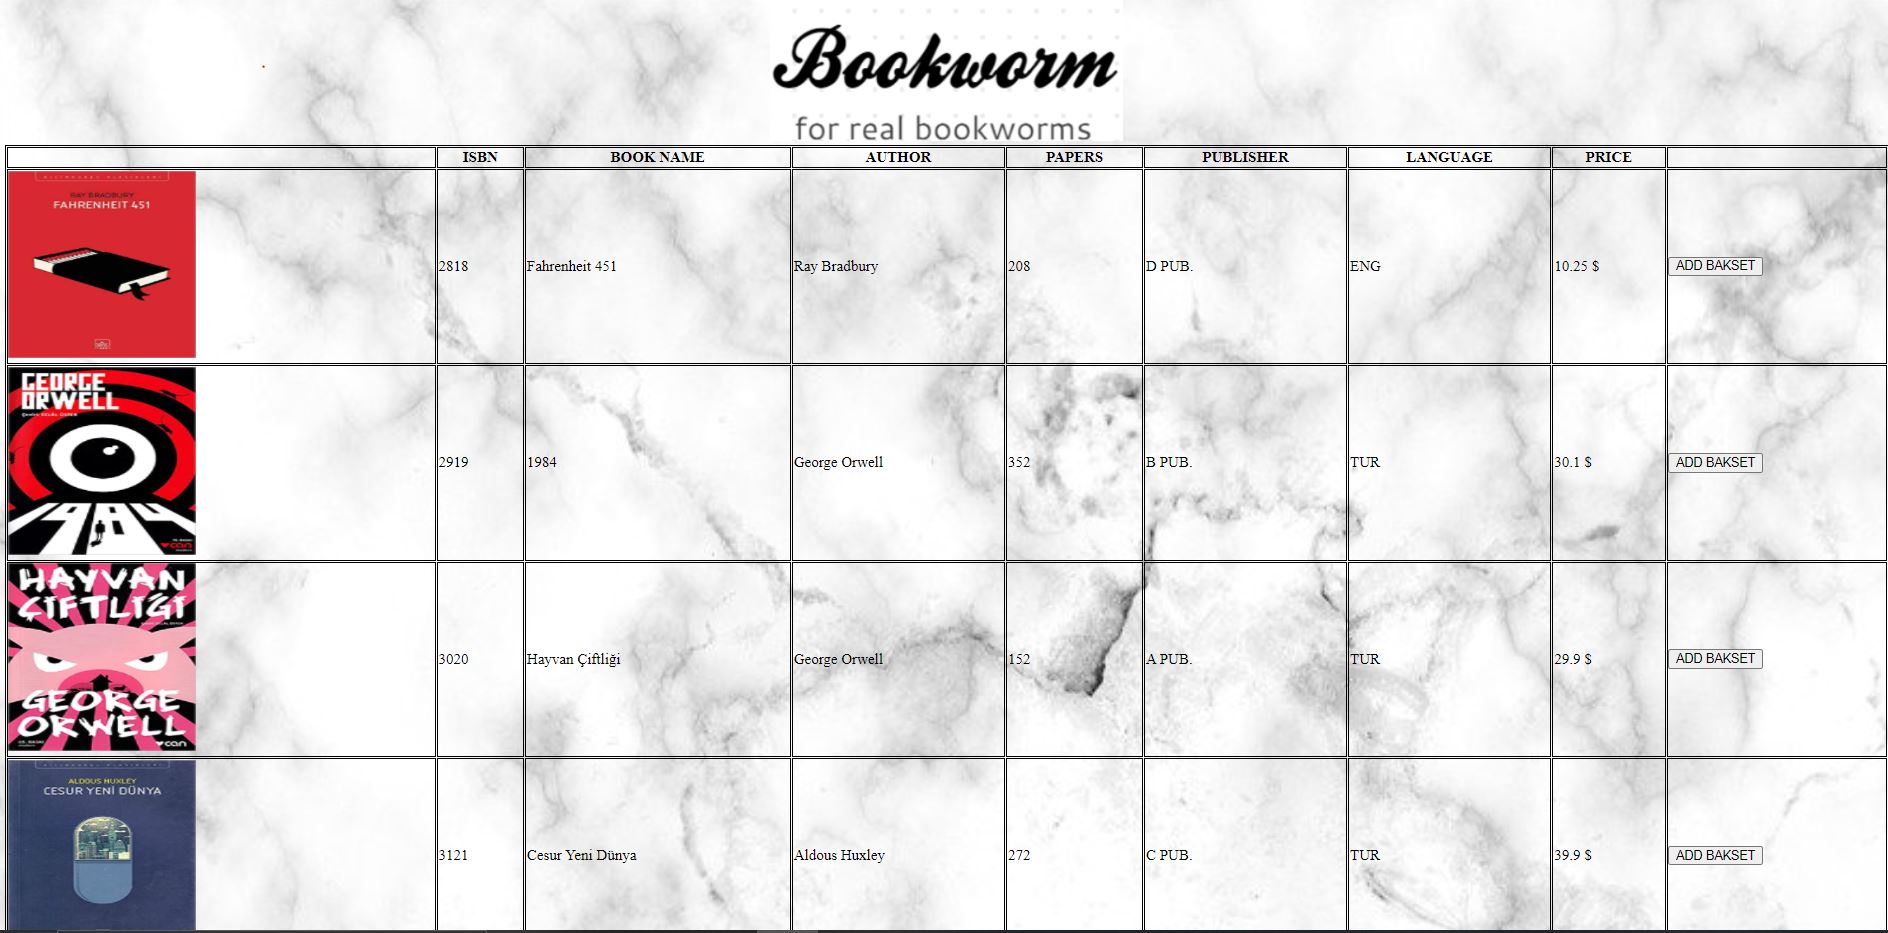 Bookworm
for real bookworms
ISBN BOOK NAME AUTHOR PAPERS PUBLISHER LANGUAGE PRICE
RAY BRADBURY
FAHRENHEIT 451
2818 Fahrenheit 451 Ray Bradbury 208 D PUB. ENG 10.25 $ ADD BAKSET
GEORGE
ORWELL
1984
can
2919 1984 George Orwell 352 B PUB. TUR 30.1 $ ADD BAKSET
HAYVAN
ÇİFTLİĞİ
GEORGE
ORWELL
can
3020 Hayvan Çiftliği George Orwell 152 A PUB. TUR 29.9 $ ADD BAKSET
ALDOUS HUXLEY
CESUR YENİ DÜNYA
3121 Cesur Yeni Dünya Aldous Huxley 272 C PUB. TUR 39.9 $ ADD BAKSET